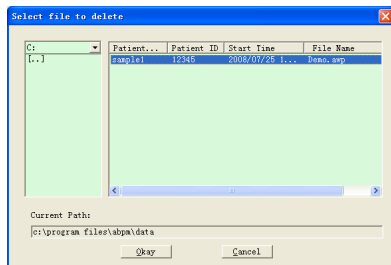 Select file to delete
C:
[..]
Patient... Patient ID Start Time File Name
sample1 12345 2008/07/25 1... Demo.awp
Current Path:
c:\program files\abpm\data
Okay Cancel